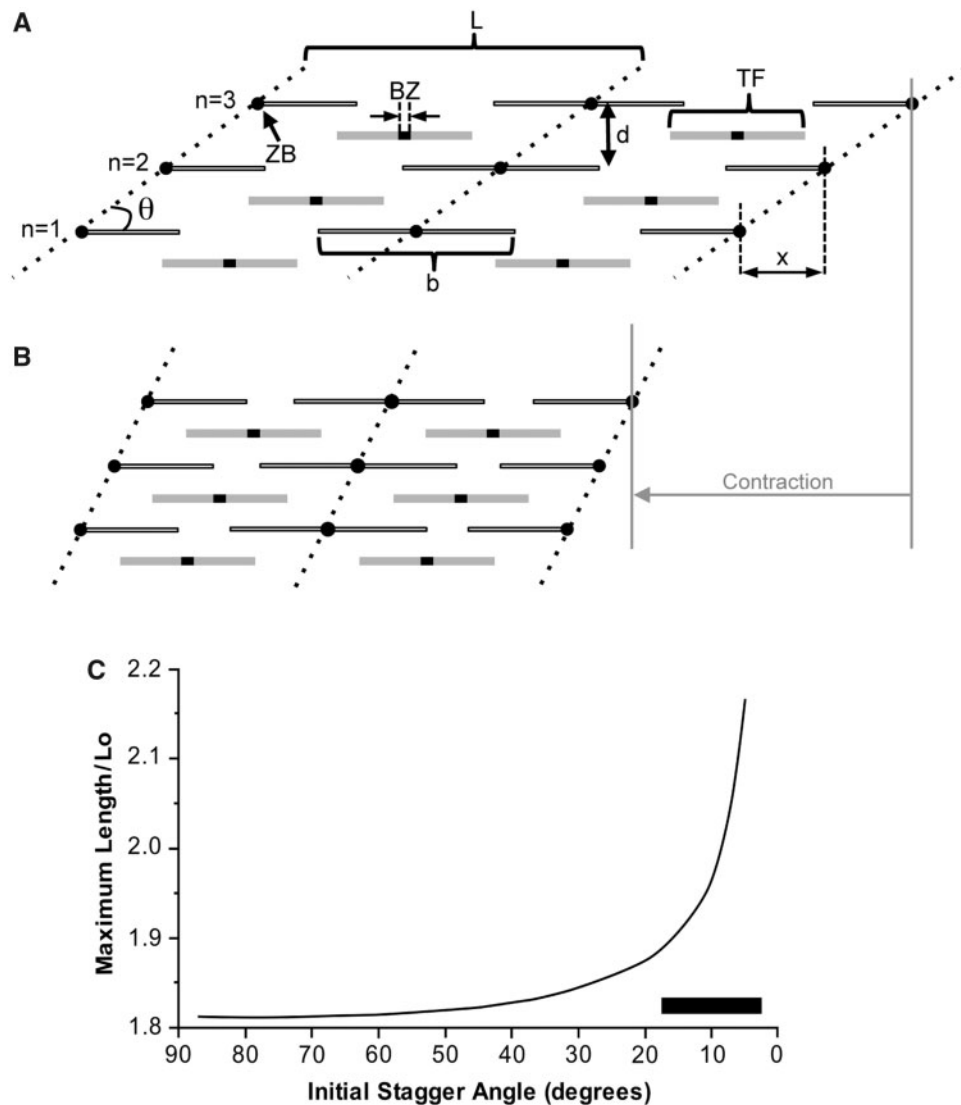 A
L
n=3
BZ
TF
ZB
d
n=2
θ
n=1
b
x
B
Contraction
C
2.2
2.1
2.0
1.9
1.8
Maximum Length/Lo
90 80 70 60 50 40 30 20 10 0
Initial Stagger Angle (degrees)